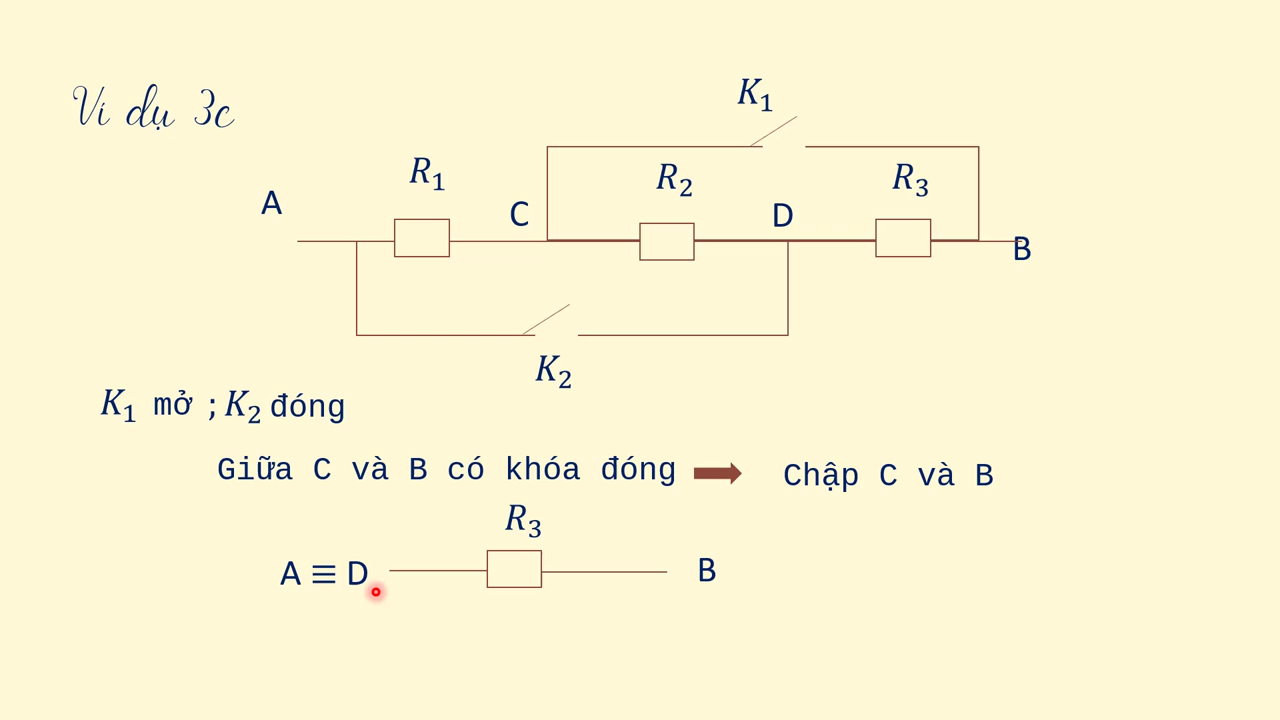 Ví dụ 3c
K₁
R₁
R₂
R₃
A
C
D
B
K₂
K₁ mở ; K₂ đóng
Giữa C và B có khóa đóng
Chập C và B
R₃
A ≡ D
B